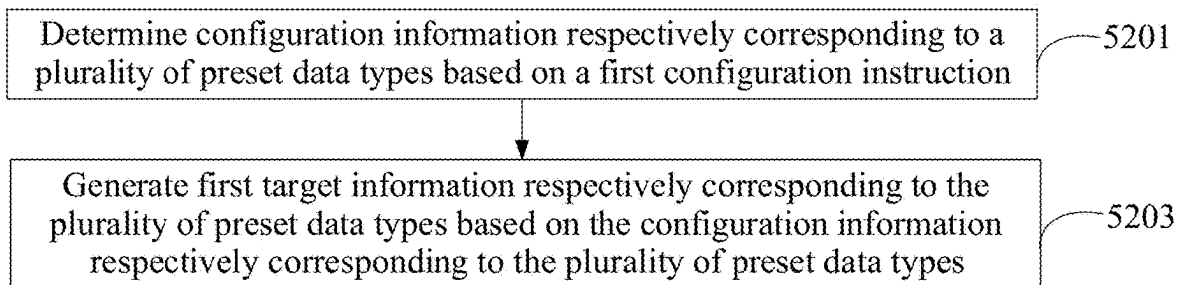 Determine configuration information respectively corresponding to a
plurality of preset data types based on a first configuration instruction
5201
Generate first target information respectively corresponding to the
plurality of preset data types based on the configuration information
respectively corresponding to the plurality of preset data types
5203